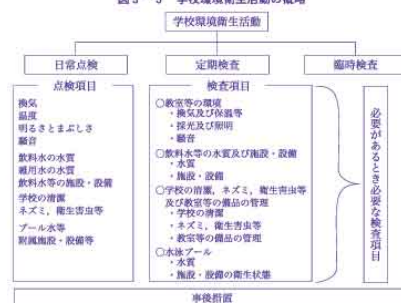 学校環境衛生活動
日常点検
定期検査
臨時検査
点検項目
換気
温度
明るさとまぶしさ
騒音
飲料水の水質
雑用水の水質
飲料水等の施設・設備
学校の清潔
ネズミ,衛生害虫等
プール水等
附属施設・設備等
検査項目
○教室等の環境
・換気及び保温等
・採光及び照明
・騒音
○飲料水等の水質及び施設・設備
・水質
・施設・設備
○学校の清潔、ネズミ,衛生害虫等
及び教室等の備品の管理
・学校の清潔
・ネズミ,衛生害虫等
・教室等の備品の管理
○水泳プール
・水質
・施設・設備の衛生状態
必要があるとき必要な検査項目
事後措置